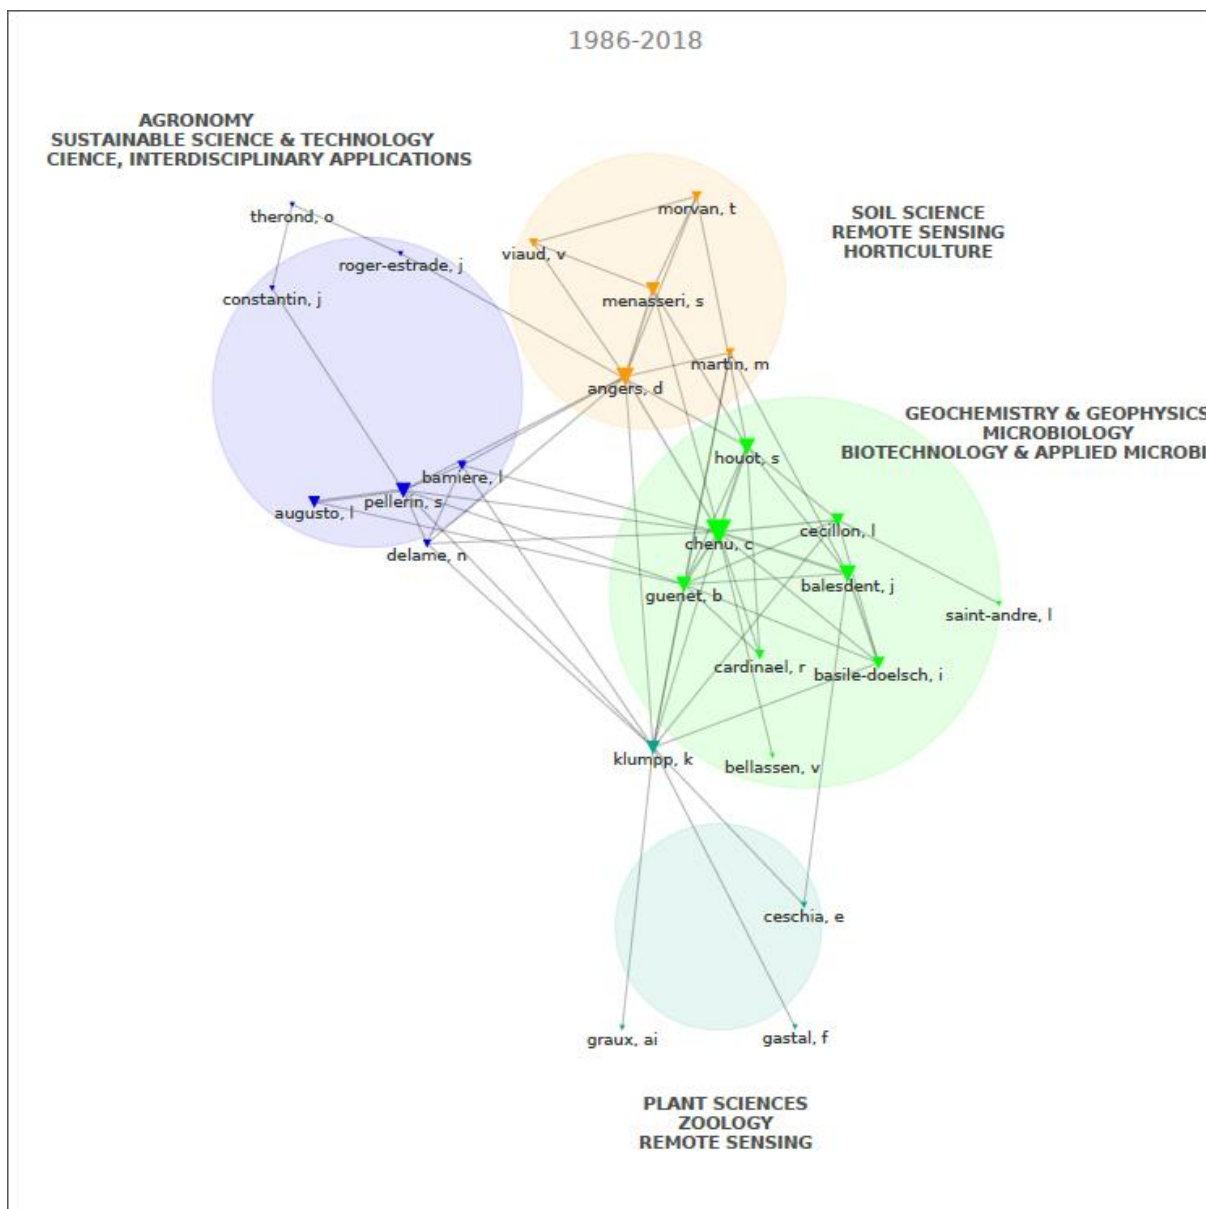 1986-2018
AGRONOMY
SUSTAINABLE SCIENCE & TECHNOLOGY
CIENCE, INTERDISCIPLINARY APPLICATIONS
therond, o
roger-estrade, j
constantin, j
morvan, t
viaud, v
menasseri, s
martin, m
angers, d
SOIL SCIENCE
REMOTE SENSING
HORTICULTURE
GEOCHEMISTRY & GEOPHYSICS
MICROBIOLOGY
BIOTECHNOLOGY & APPLIED MICROBI
houot, s
bamiere, l
pellerin, s
augusto, l
delame, n
chenu, c
cecillon, l
guenet, b
balesdent, j
saint-andre, l
cardinael, r
basile-doelsch, i
klumpp, k
bellassen, v
ceschia, e
graux, ai
gastal, f
PLANT SCIENCES
ZOOLOGY
REMOTE SENSING